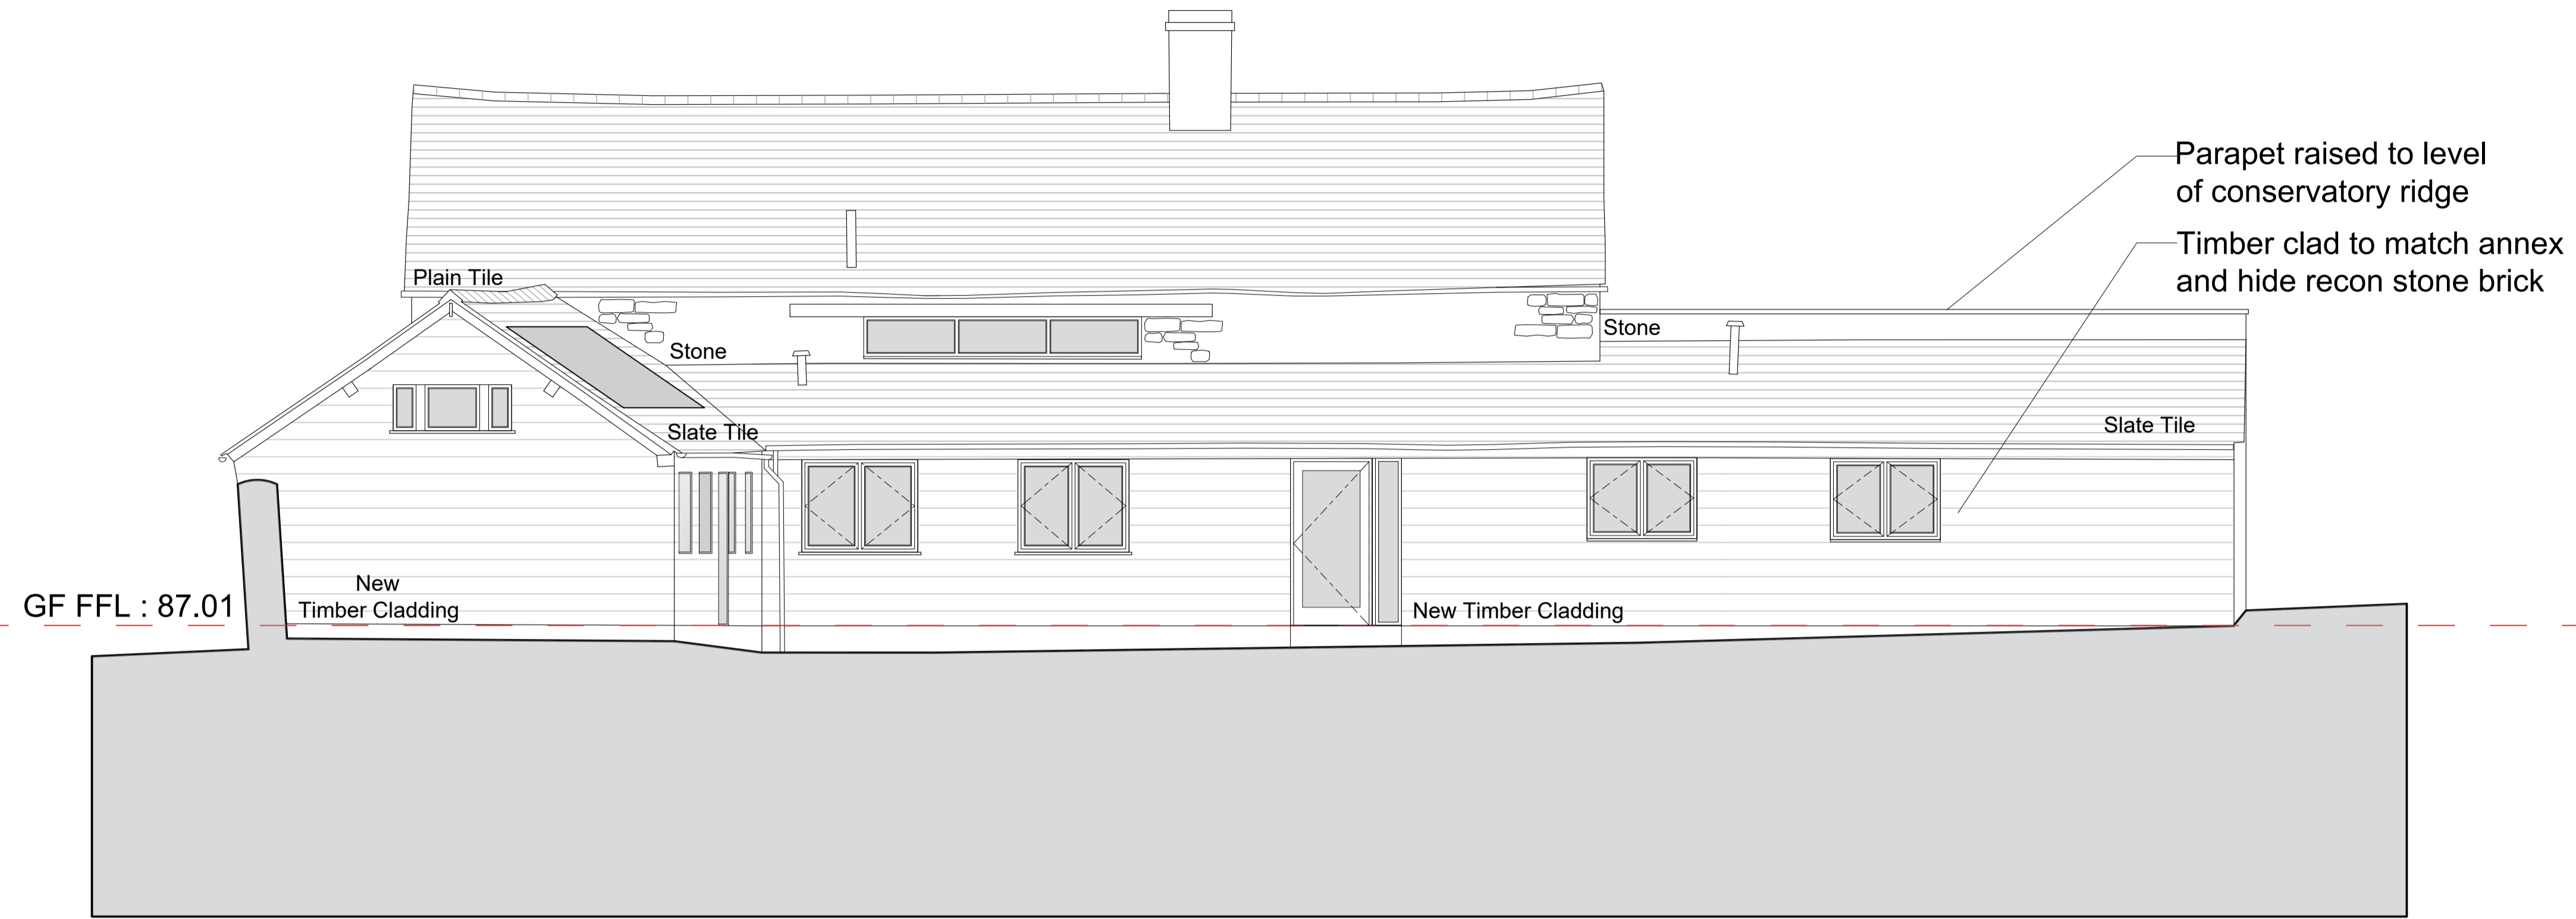 Parapet raised to level
of conservatory ridge
Timber clad to match annex
and hide recon stone brick
Plain Tile
Stone
Stone
Slate Tile
Slate Tile
New
Timber Cladding
GF FFL : 87.01
New Timber Cladding